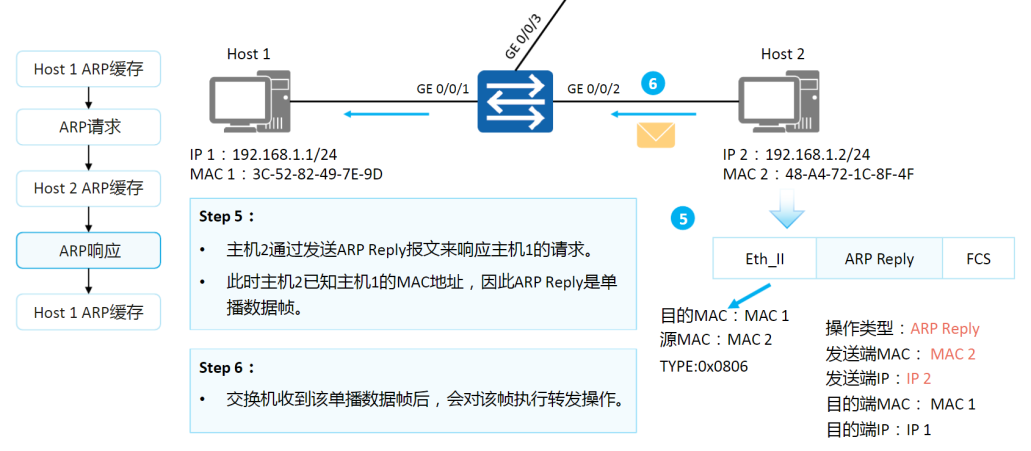 Host 1 ARP缓存
ARP请求
Host 2 ARP缓存
ARP响应
Host 1 ARP缓存
Host 1
GE 0/0/3
Host 2
GE 0/0/1
GE 0/0/2
6
IP 1：192.168.1.1/24
MAC 1：3C-52-82-49-7E-9D
IP 2：192.168.1.2/24
MAC 2：48-A4-72-1C-8F-4F
Step 5：
• 主机2通过发送ARP Reply报文来响应主机1的请求。
• 此时主机2已知主机1的MAC地址，因此ARP Reply是单
播数据帧。
Step 6：
• 交换机收到该单播数据帧后，会对该帧执行转发操作。
5
Eth_II
ARP Reply
FCS
目的MAC：MAC 1
源MAC：MAC 2
TYPE:0x0806
操作类型：ARP Reply
发送端MAC： MAC 2
发送端IP：IP 2
目的端MAC： MAC 1
目的端IP：IP 1